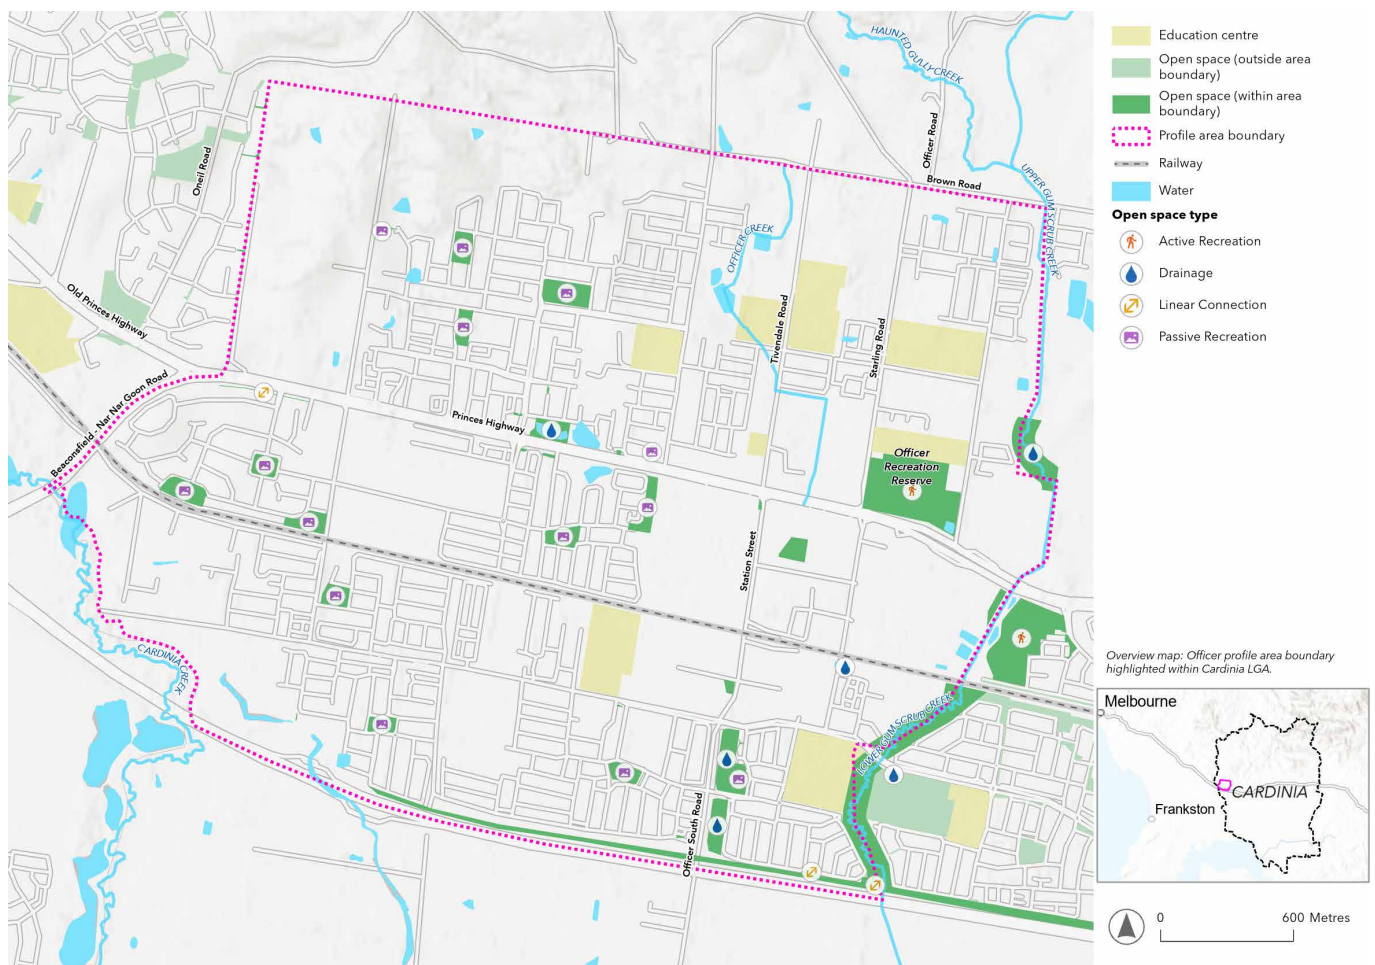 HAUNTED GULLY CREEK
Officer Road
Oneil Road
Brown Road
UPPER GUM SCRUB CREEK
OFFICER CREEK
Old Princes Highway
Tivendale Road
Starling Road
Beaconsfield - Nar Nar Goon Road
Princes Highway
Officer
Recreation
Reserve
Station Street
CARDINIA CREEK
LOWER GUM SCRUB CREEK
Officer South Road
Education centre
Open space (outside area
boundary)
Open space (within area
boundary)
Profile area boundary
Railway
Water
Open space type
Active Recreation
Drainage
Linear Connection
Passive Recreation
Overview map: Officer profile area boundary
highlighted within Cardinia LGA.
Melbourne
CARDINIA
Frankston
0 600 Metres